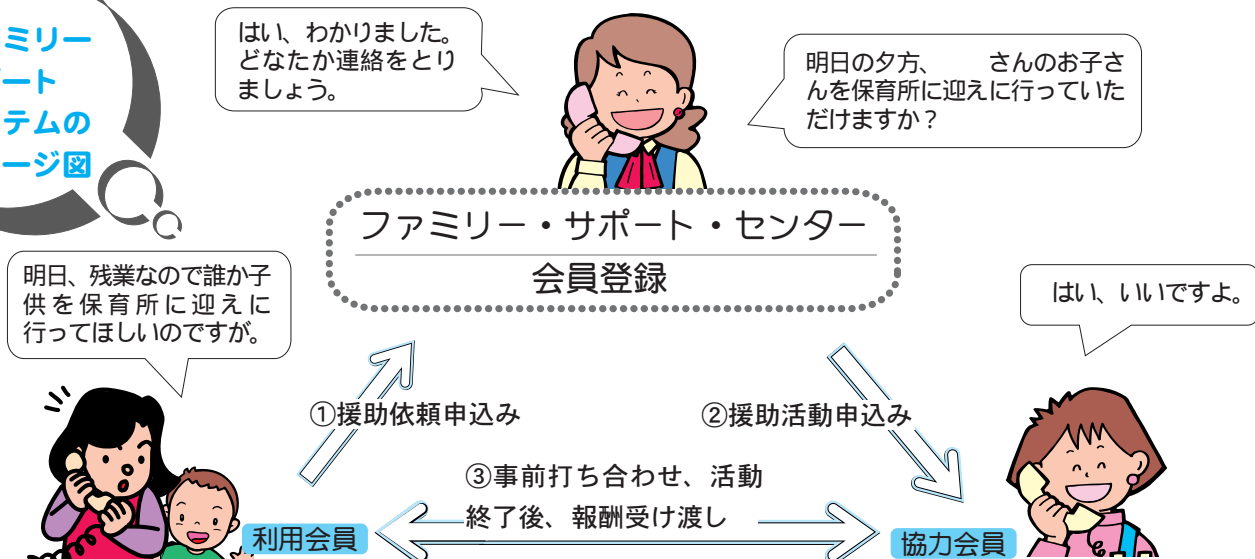 ミリー
ート
テムの
ージ図
はい、わかりました。
どなたか連絡をとり
ましょう。
明日の夕方、　　さんのお子さ
んを保育所に迎えに行っていた
だけますか？
ファミリー・サポート・センター
会員登録
明日、残業なので誰か子
供を保育所に迎えに
行ってほしいのですが。
はい、いいですよ。
①援助依頼申込み
②援助活動申込み
③事前打ち合わせ、活動
終了後、報酬受け渡し
利用会員
協力会員